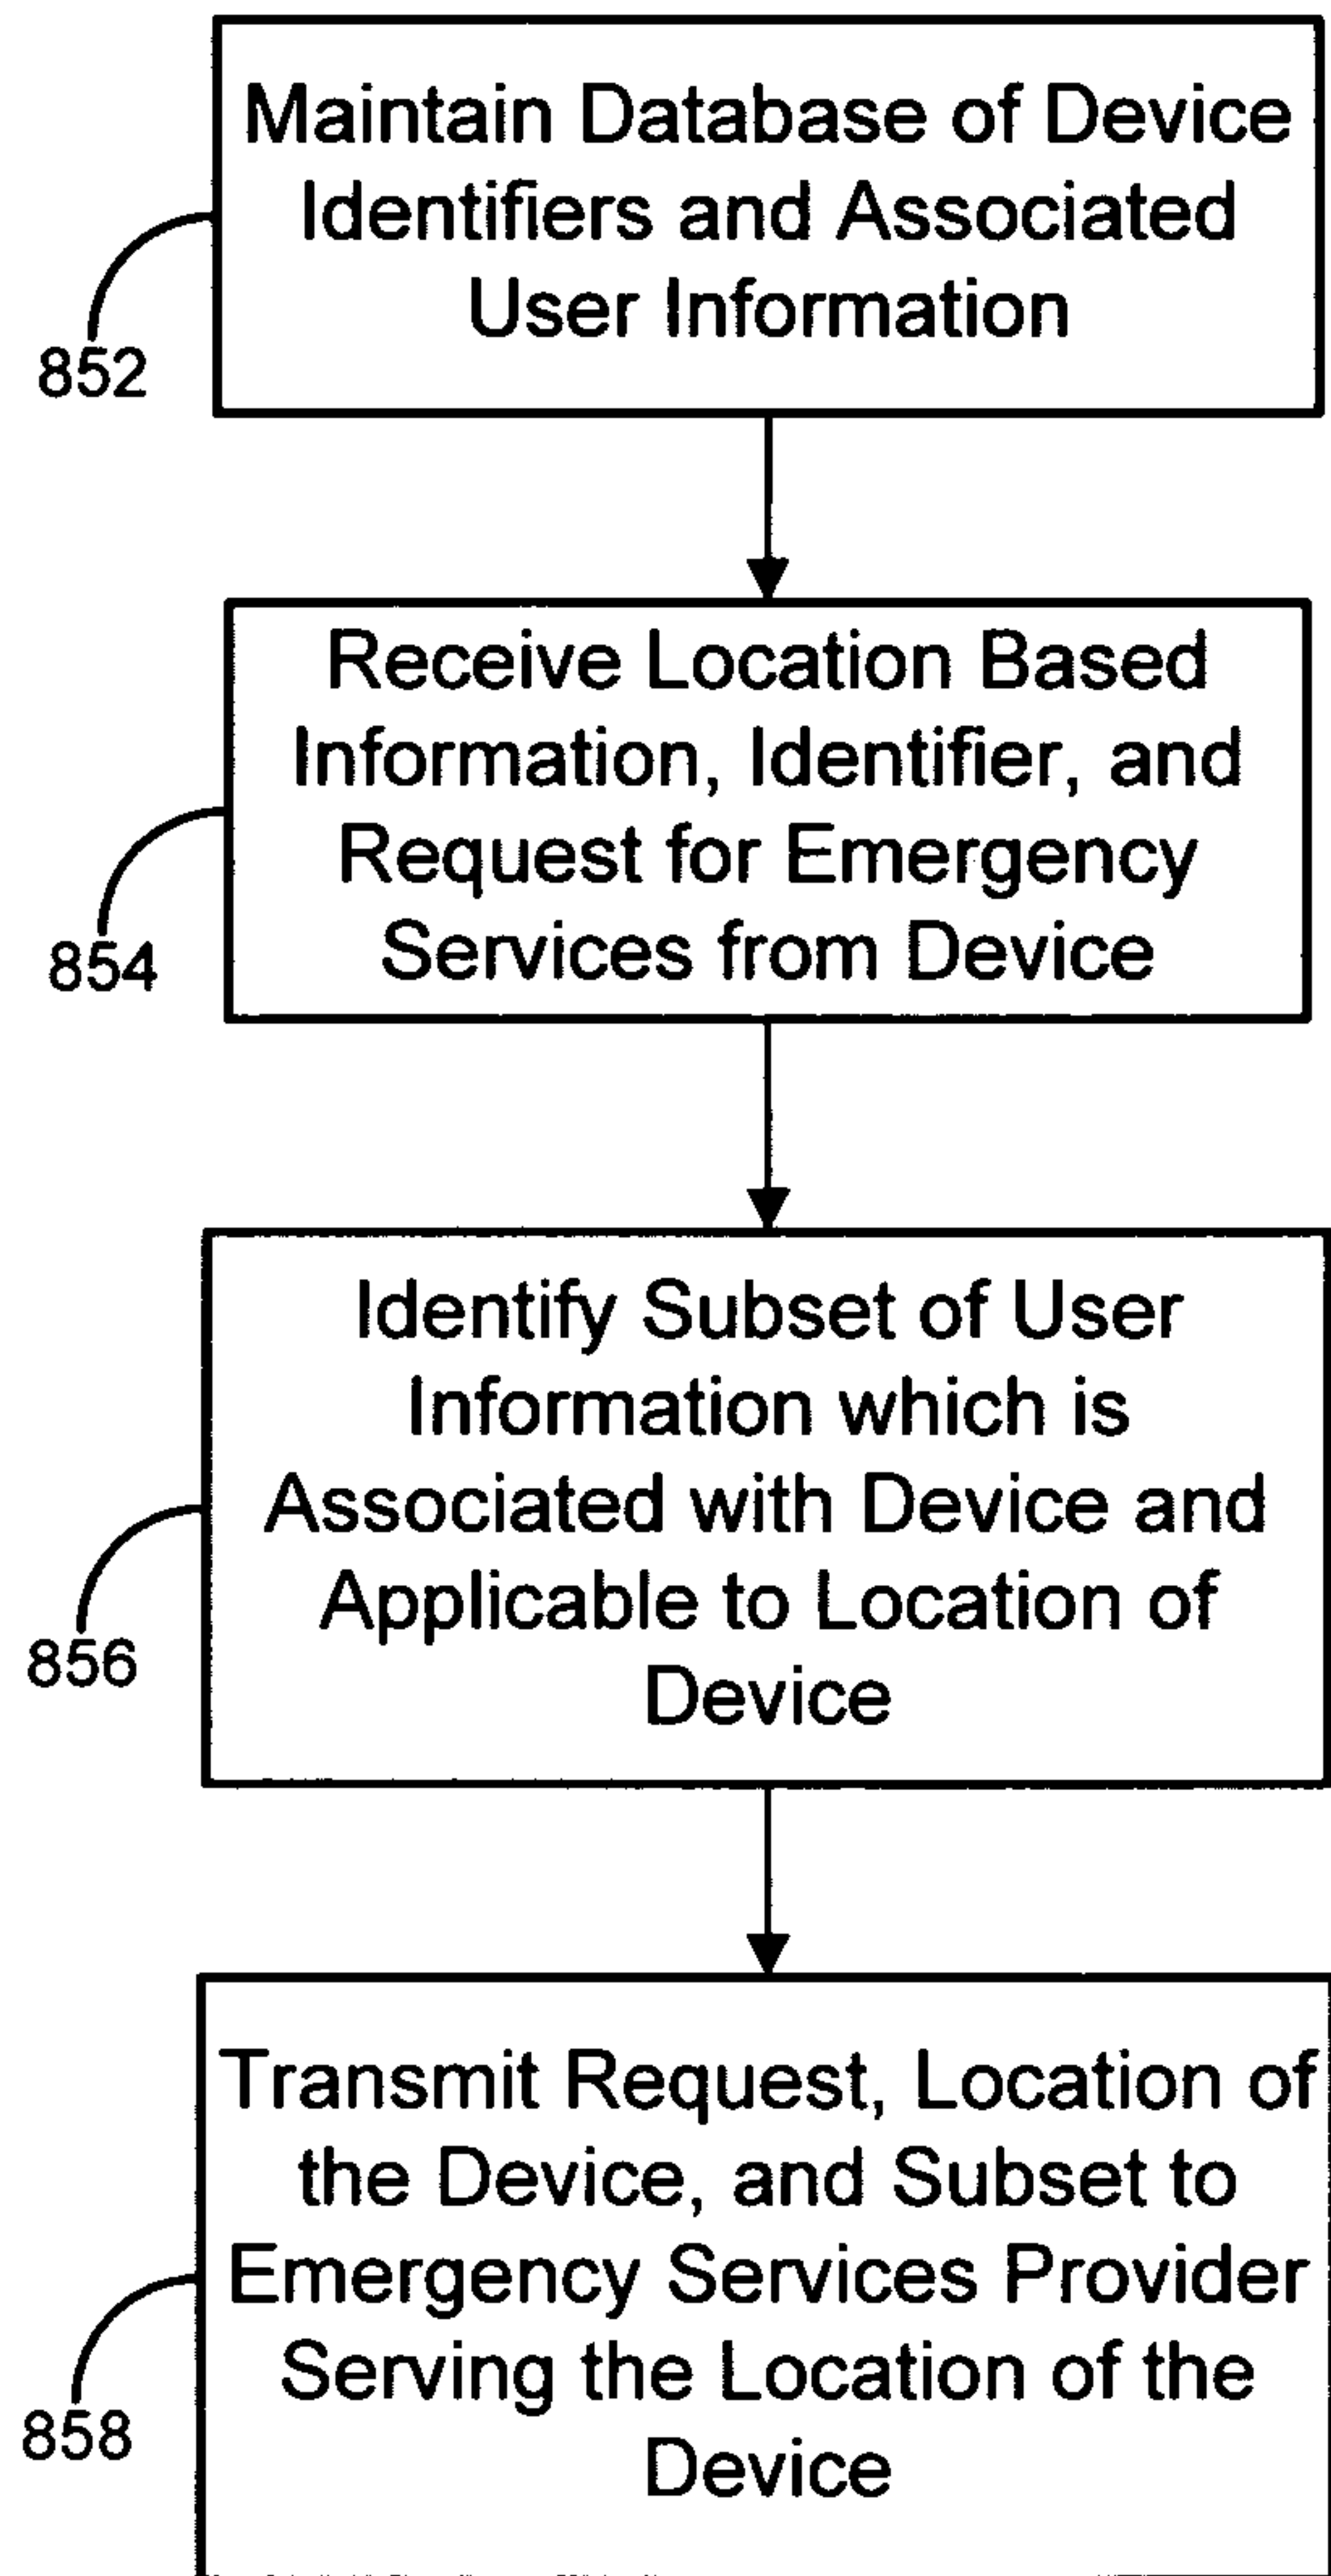 Maintain Database of Device
Identifiers and Associated
User Information
852
Receive Location Based
Information, Identifier, and
Request for Emergency
Services from Device
854
Identify Subset of User
Information which is
Associated with Device and
Applicable to Location of
Device
856
Transmit Request, Location of
the Device, and Subset to
Emergency Services Provider
Serving the Location of the
Device
858